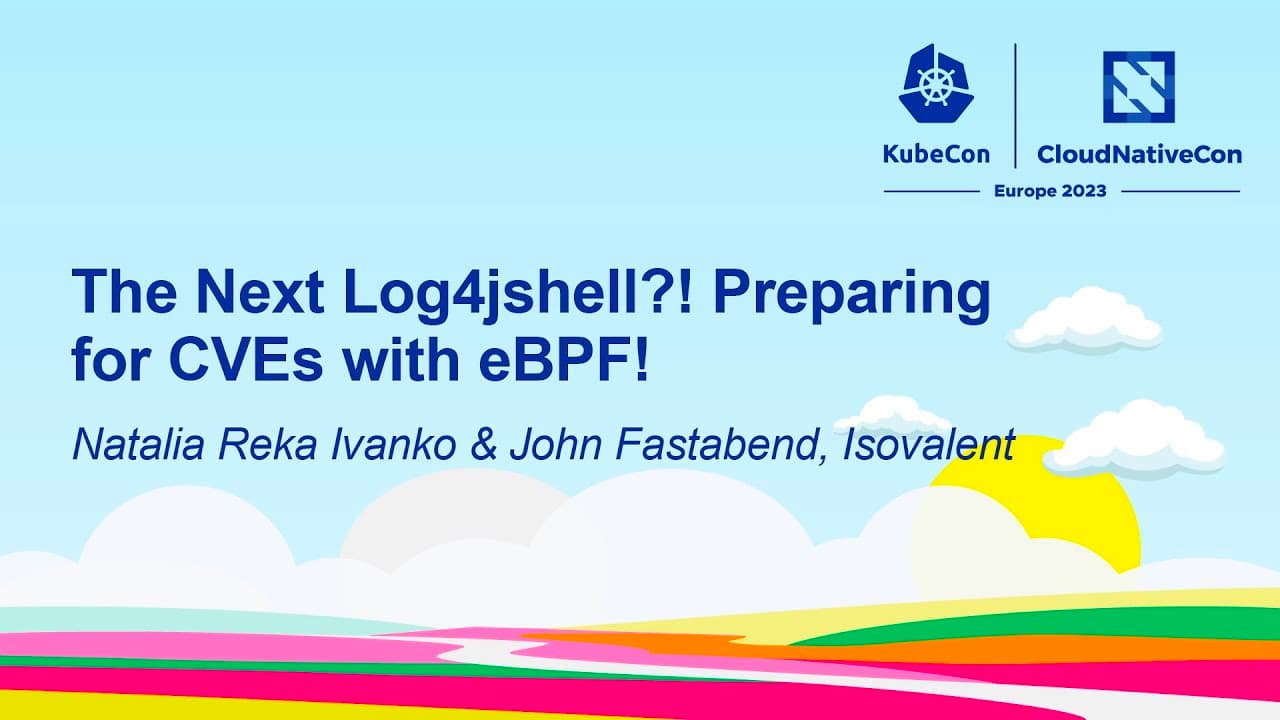 KubeCon
CloudNativeCon
Europe 2023
The Next Log4jshell?! Preparing
for CVEs with eBPF!
Natalia Reka Ivanko & John Fastabend, Isovalent